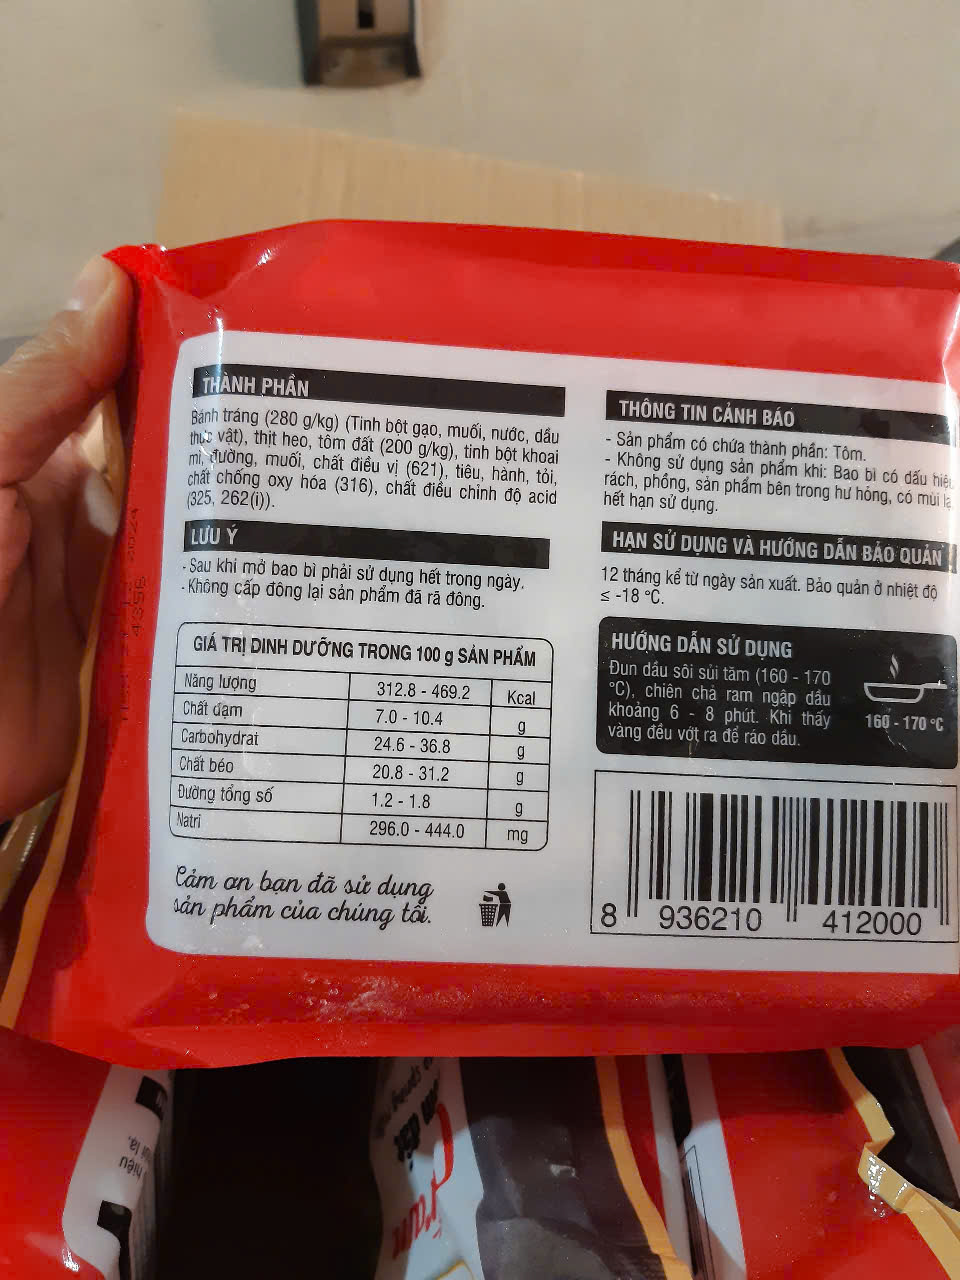 THÀNH PHẦN
Bánh tráng (280 g/kg) (Tinh bột gạo, muối, nước, dầu
thực vật), thịt heo, tôm đất (200 g/kg), tinh bột khoai
mì, đường, muối, chất điều vị (621), tiêu, hành, tỏi,
chất chống oxy hóa (316), chất điều chỉnh độ acid
(325, 262(i)).
LƯU Ý
- Sau khi mở bao bì phải sử dụng hết trong ngày.
- Không cấp đông lại sản phẩm đã rã đông.
GIÁ TRỊ DINH DƯỠNG TRONG 100 g SẢN PHẨM
Năng lượng 312.8 - 469.2 Kcal
Chất đạm 7.0 - 10.4 g
Carbohydrat 24.6 - 36.8 g
Chất béo 20.8 - 31.2 g
Đường tổng số 1.2 - 1.8 g
Natri 296.0 - 444.0 mg
Cảm ơn bạn đã sử dụng
sản phẩm của chúng tôi.
THÔNG TIN CẢNH BÁO
- Sản phẩm có chứa thành phần: Tôm.
- Không sử dụng sản phẩm khi: Bao bì có dấu hiệu
rách, phồng, sản phẩm bên trong hư hỏng, có mùi lạ,
hết hạn sử dụng.
HẠN SỬ DỤNG VÀ HƯỚNG DẪN BẢO QUẢN
12 tháng kể từ ngày sản xuất. Bảo quản ở nhiệt độ
≤ -18 °C.
HƯỚNG DẪN SỬ DỤNG
Đun dầu sôi sủi tăm (160 - 170
°C), chiên chả ram ngập dầu
khoảng 6 - 8 phút. Khi thấy
vàng đều vớt ra để ráo dầu.
160 - 170 °C
8 936210 412000
hiệu
lạ,